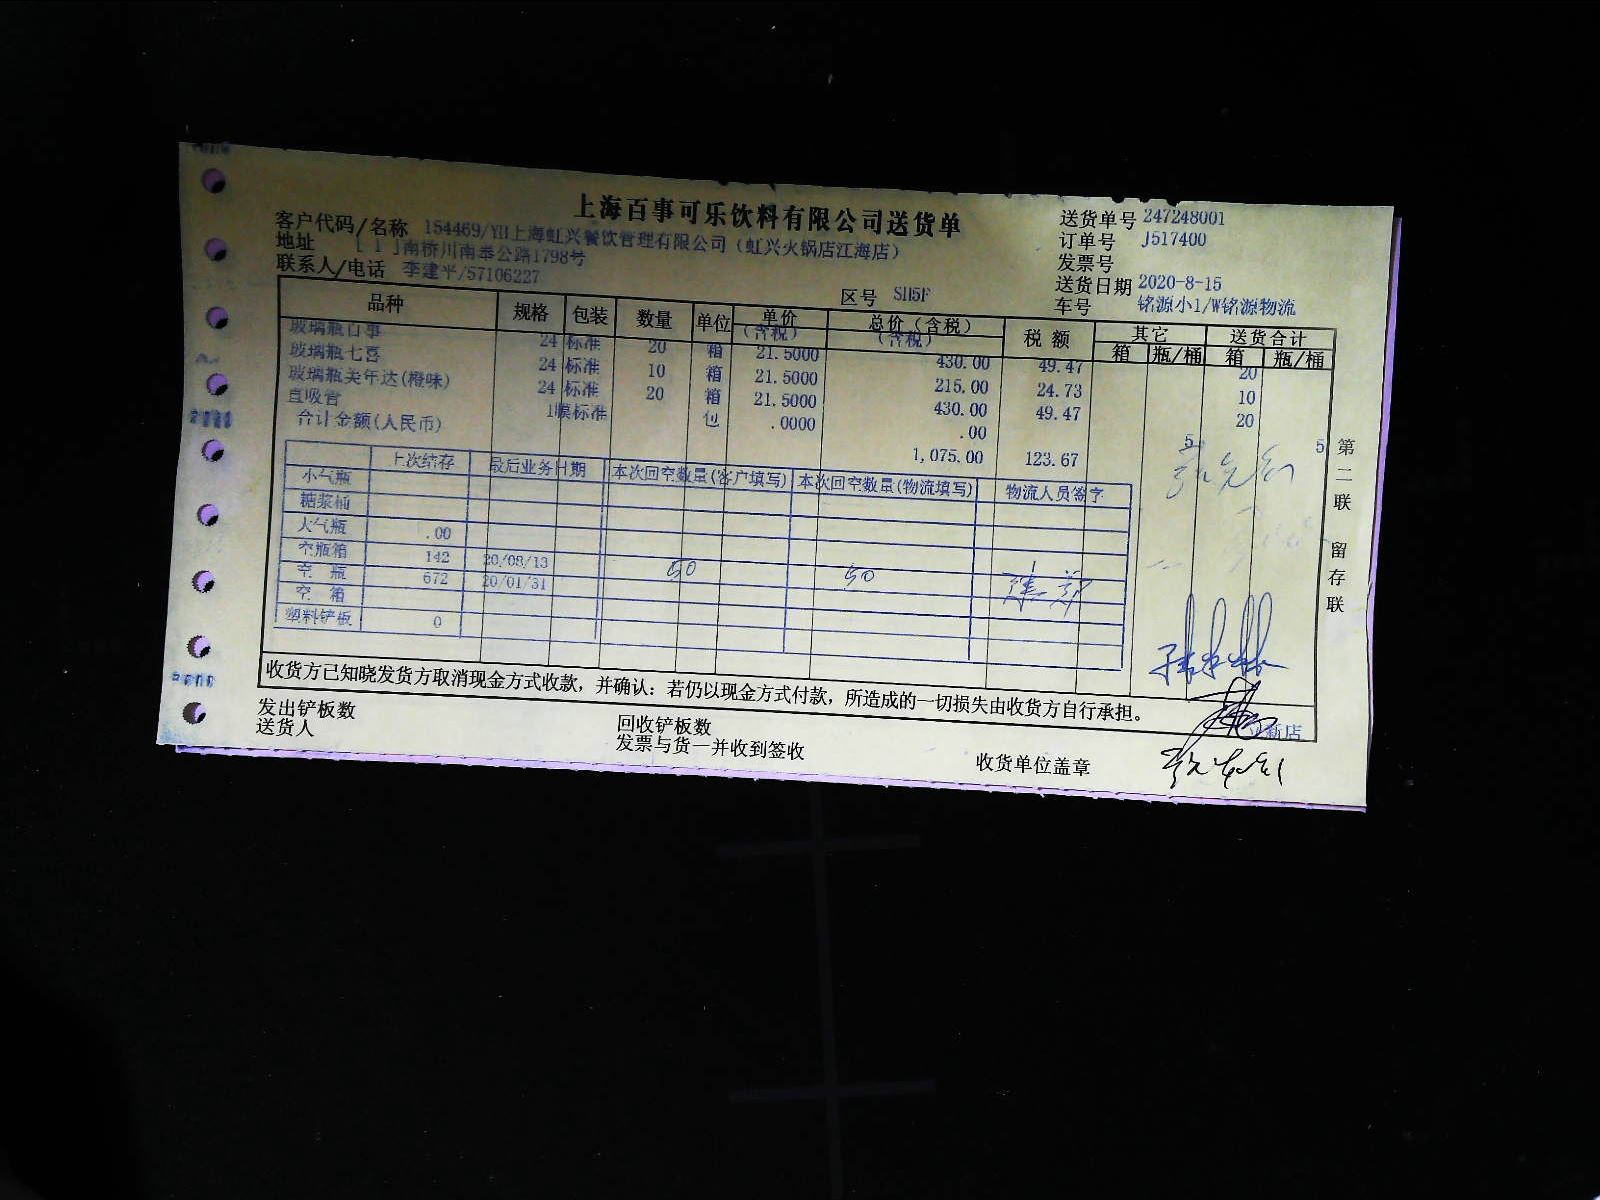 上海百事可乐饮料有限公司送货单
客户代码/名称 154469/YH上海虹兴餐饮管理有限公司（虹兴火锅店江海店）
地址 [ 1 ]南桥川南奉公路1798号
联系人/电话 李建平/57106227
区号 SH5F
送货单号 247248001
订单号 J517400
发票号
送货日期 2020-8-15
车号 铭源小1/W铭源物流
品种 规格 包装 数量 单位 单价（含税） 总价（含税） 税额 其它 送货合计
(含税) (含税) 箱 瓶/桶 箱 瓶/桶
玻璃瓶百事 24 标准 20 箱 21.5000 430.00 49.47 20
玻璃瓶七喜 24 标准 10 箱 21.5000 215.00 24.73 10
玻璃瓶美年达(橙味) 24 标准 20 箱 21.5000 430.00 49.47 20
直吸管 1膜标准 包 .0000 .00 5 5
合计金额(人民币) 1,075.00 123.67
上次结存 最后业务日期 本次回空数量(客户填写) 本次回空数量(物流填写) 物流人员签字
小气瓶
糖浆桶
大气瓶 .00
空瓶箱 142 20/08/13 50 50
空 瓶 672 20/01/31
空 箱
塑料铲板 0
收货方已知晓发货方取消现金方式收款，并确认：若仍以现金方式付款，所造成的一切损失由收货方自行承担。
发出铲板数 回收铲板数
送货人 发票与货一并收到签收 收货单位盖章
新店
第二联 留存联